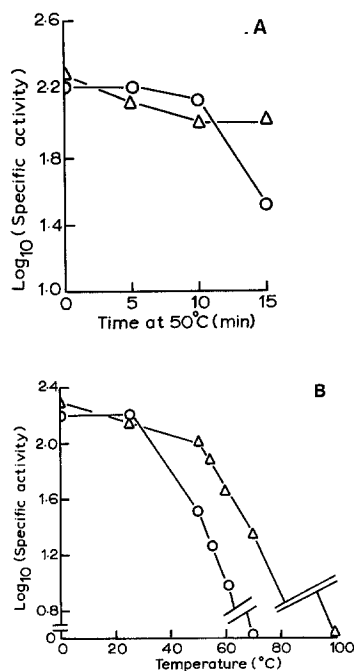 A
2.6
2.2
1.8
1.4
1.0
0 5 10 15
Log10 (Specific activity)
Time at 50°C (min)
B
2.4
2.0
1.6
1.2
0.8
0
0 20 40 60 80 100
Log10 (Specific activity)
Temperature (°C)